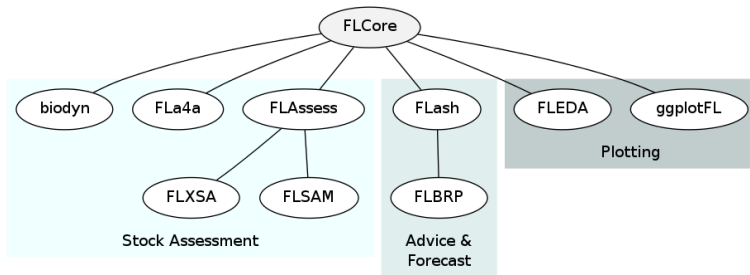 FLCore
biodyn
FLa4a
FLAssess
FLash
FLEDA
ggplotFL
Plotting
FLXSA
FLSAM
FLBRP
Stock Assessment
Advice &
Forecast